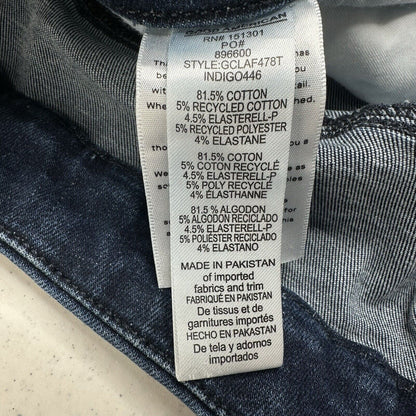 RN# 151301
PO#
896600
STYLE:GCLAF478T
INDIGO446
81.5% COTTON
5% RECYCLED COTTON
4.5% ELASTERELL-P
5% RECYCLED POLYESTER
4% ELASTANE
81.5% COTON
5% COTON RECYCLÉ
4.5% ELASTERELL-P
5% POLY RECYCLÉ
4% ÉLASTHANNE
81.5% ALGODON
5% ALGODÓN RECICLADO
4.5% ELASTERELL-P
5% POLIÉSTER RECICLADO
4% ELASTANO
MADE IN PAKISTAN
of imported
fabrics and trim
FABRIQUÉ EN PAKISTAN
De tissus et de
garnitures importés
HECHO EN PAKASTAN
De tela y adornos
importados